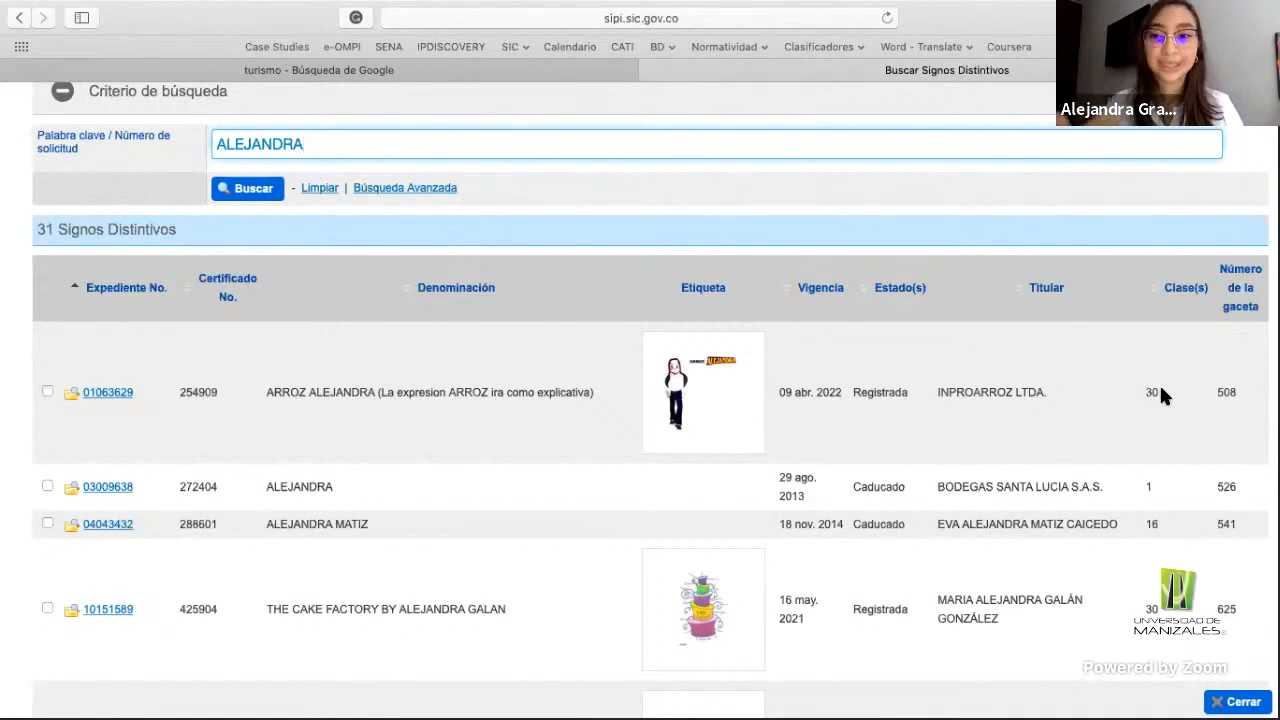 sipi.sic.gov.co
Case Studies e-OMPI SENA IPDISCOVERY SIC Calendario CATI BD Normatividad Clasificadores Word - Translate Coursera
turismo - Búsqueda de Google Buscar Signos Distintivos
Alejandra Gra...
Criterio de búsqueda
Palabra clave / Número de
solicitud
ALEJANDRA
Buscar - Limpiar | Búsqueda Avanzada
31 Signos Distintivos
Expediente No. Certificado No. Denominación Etiqueta Vigencia Estado(s) Titular Clase(s) Número de la gaceta
01063629 254909 ARROZ ALEJANDRA (La expresion ARROZ ira como explicativa) ARROZ ALEJANDRA 09 abr. 2022 Registrada INPROARROZ LTDA. 30 508
03009638 272404 ALEJANDRA 29 ago. 2013 Caducado BODEGAS SANTA LUCIA S.A.S. 1 526
04043432 288601 ALEJANDRA MATIZ 18 nov. 2014 Caducado EVA ALEJANDRA MATIZ CAICEDO 16 541
10151589 425904 THE CAKE FACTORY BY ALEJANDRA GALAN 16 may. 2021 Registrada MARIA ALEJANDRA GALÁN GONZÁLEZ 30 625
UNIVERSIDAD DE
MANIZALES
Powered by Zoom
Cerrar